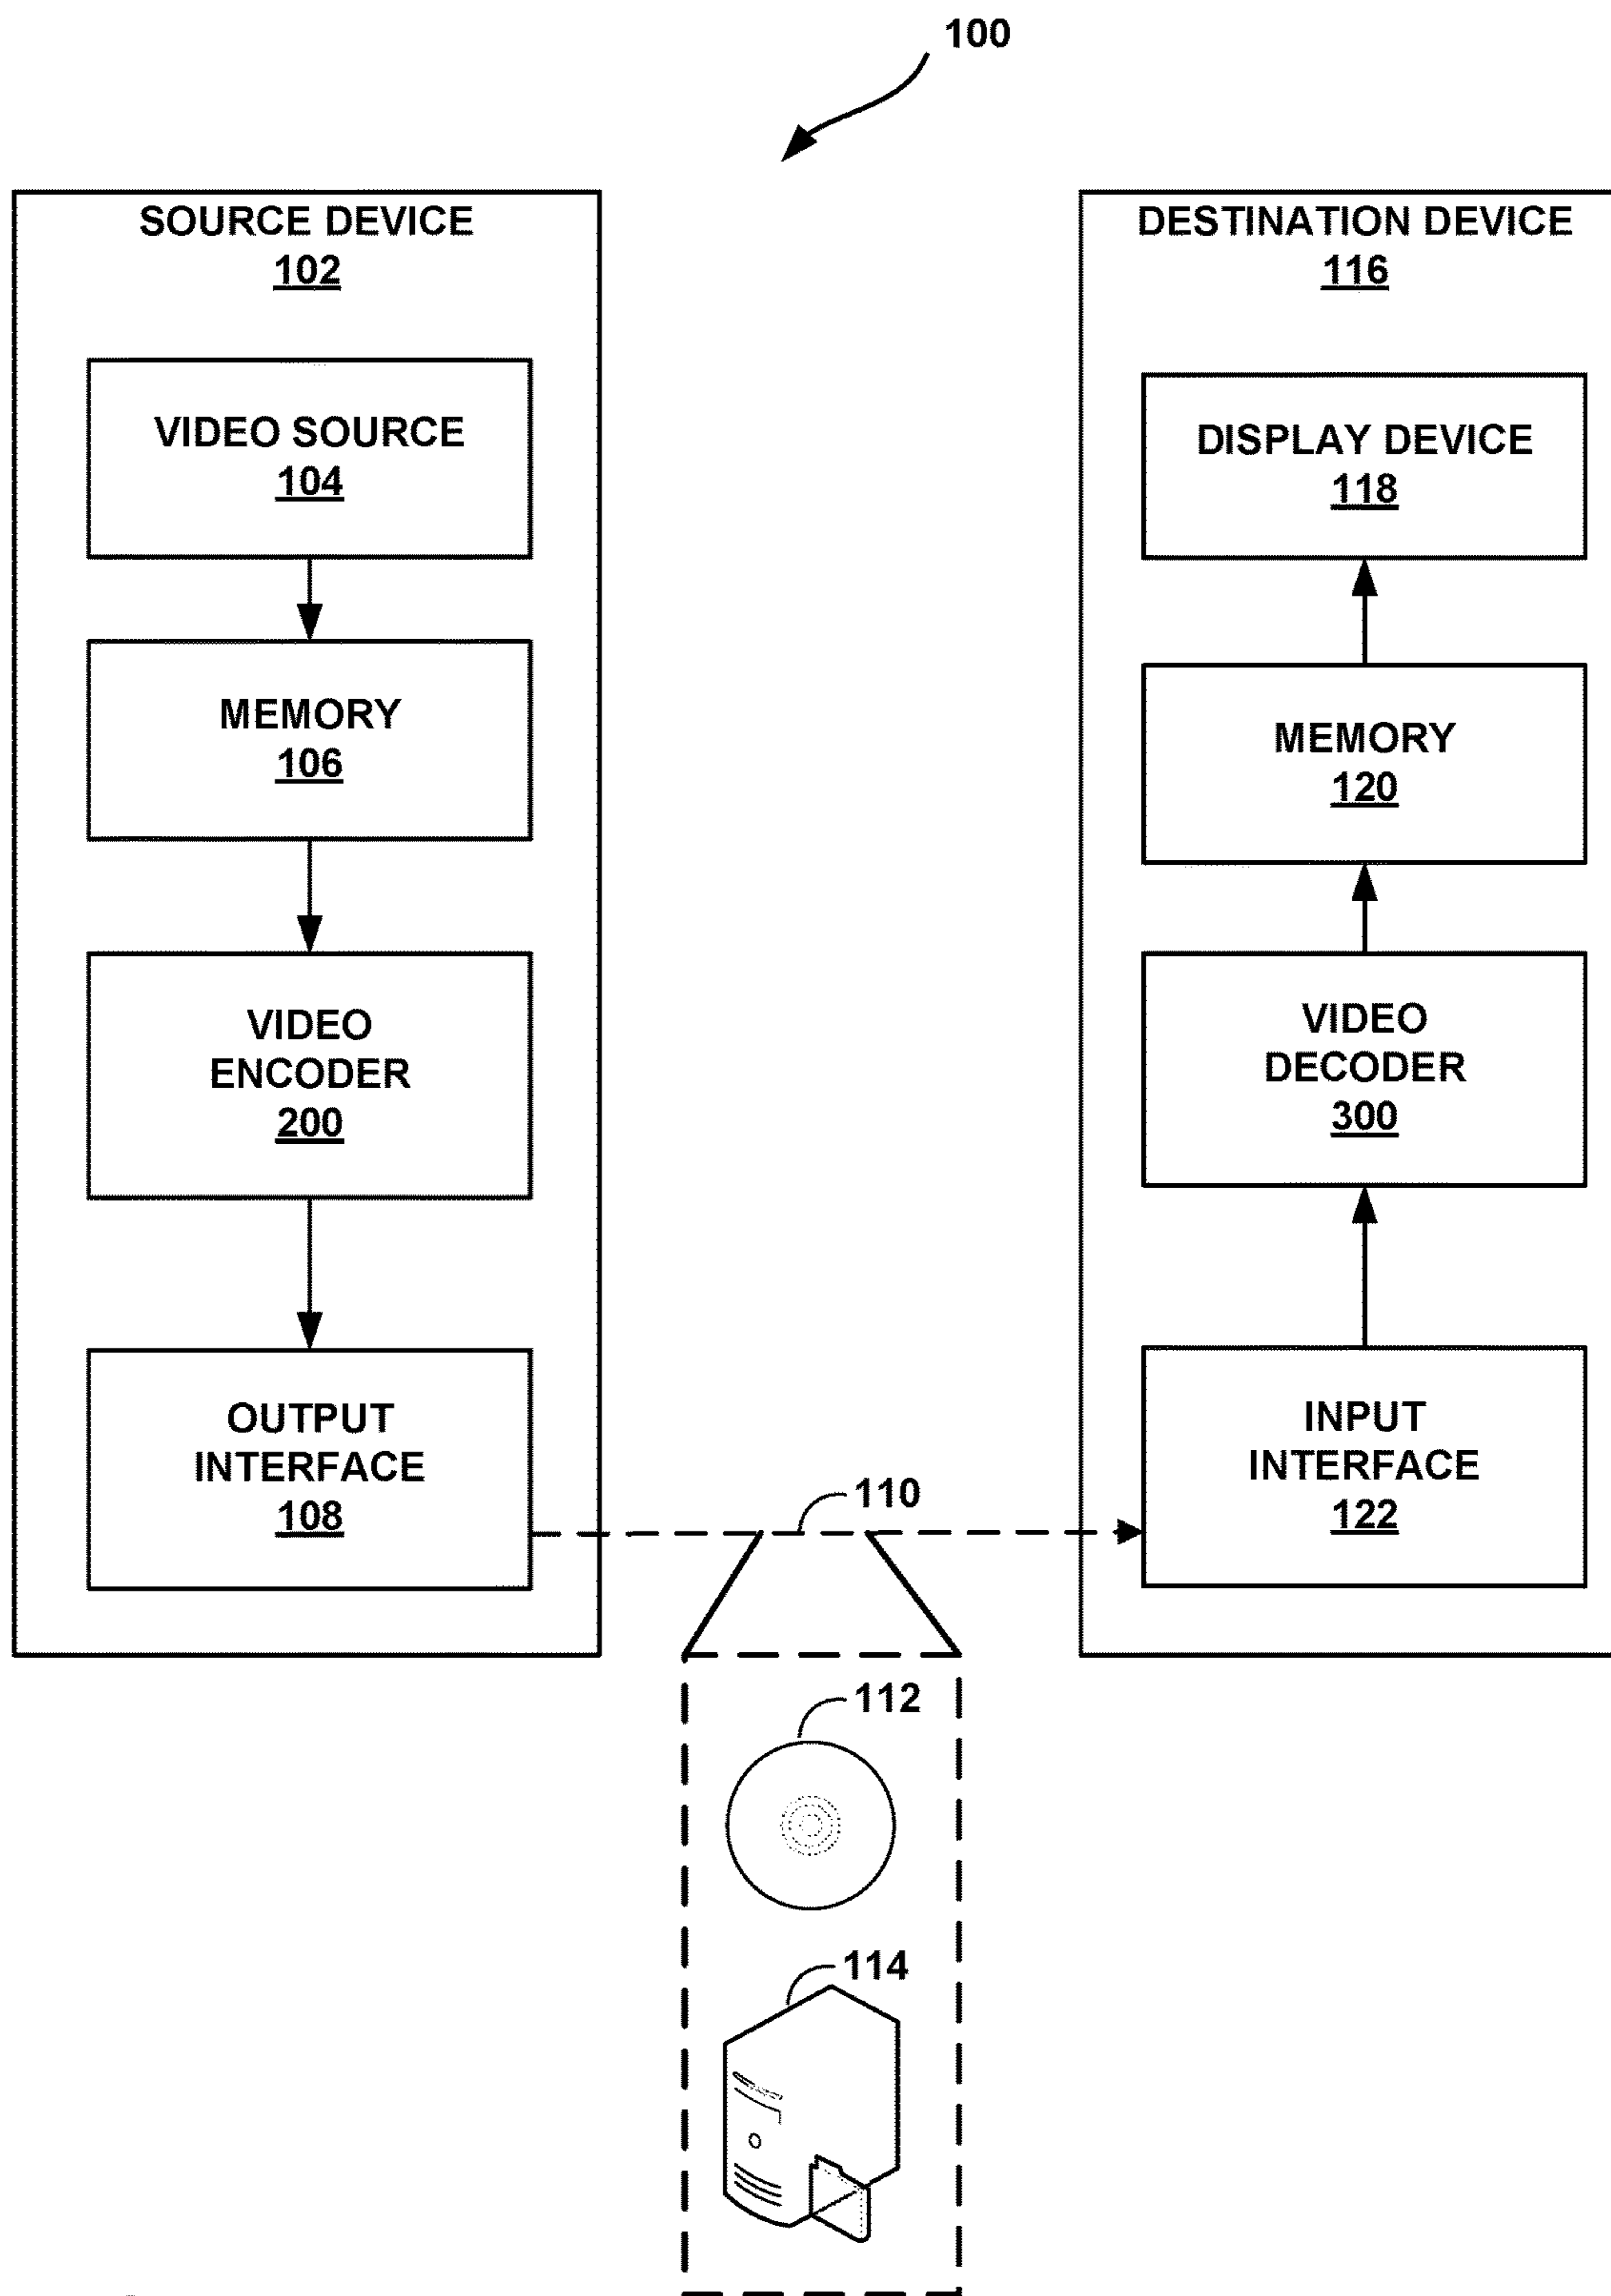 100
SOURCE DEVICE
102
VIDEO SOURCE
104
MEMORY
106
VIDEO
ENCODER
200
OUTPUT
INTERFACE
108
DESTINATION DEVICE
116
DISPLAY DEVICE
118
MEMORY
120
VIDEO
DECODER
300
INPUT
INTERFACE
122
110
112
114